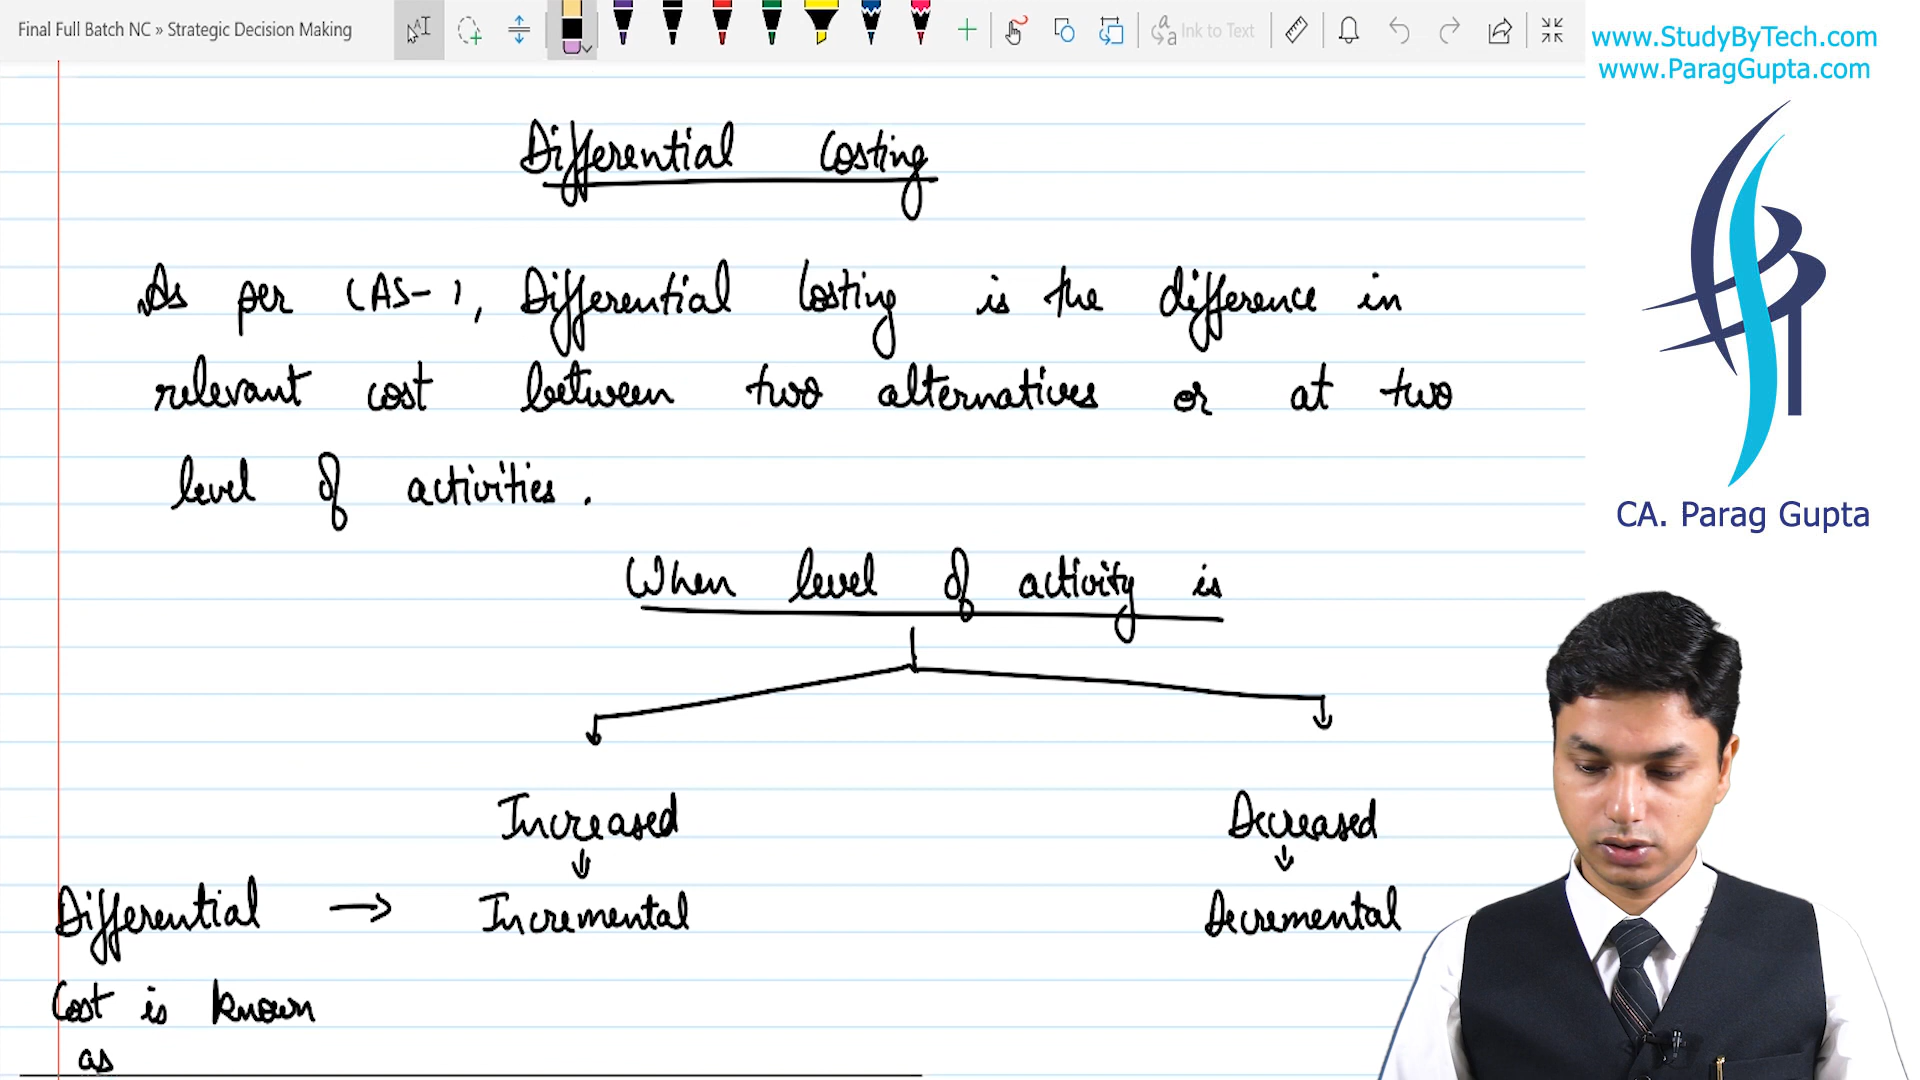 Final Full Batch NC » Strategic Decision Making
Ink to Text
www.StudyByTech.com
www.ParagGupta.com
Differential Costing
As per CAS-1, Differential Costing is the difference in
relevant cost between two alternatives or at two
level of activities.
CA. Parag Gupta
When level of activity is
Increased Decreased
Differential → Incremental Decremental
Cost is known
as